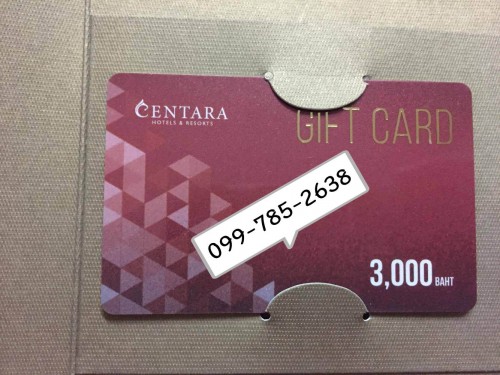 CENTARA
HOTELS & RESORTS
GIFT CARD
099-785-2638
3,000 BAHT